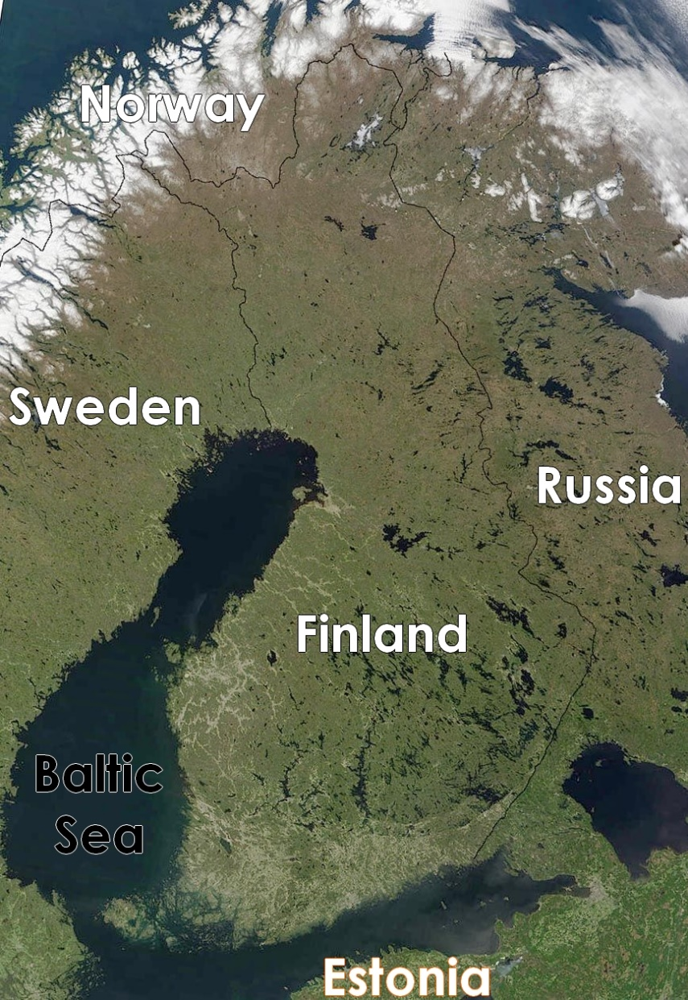 Norway
Sweden
Russia
Finland
Baltic
Sea
Estonia